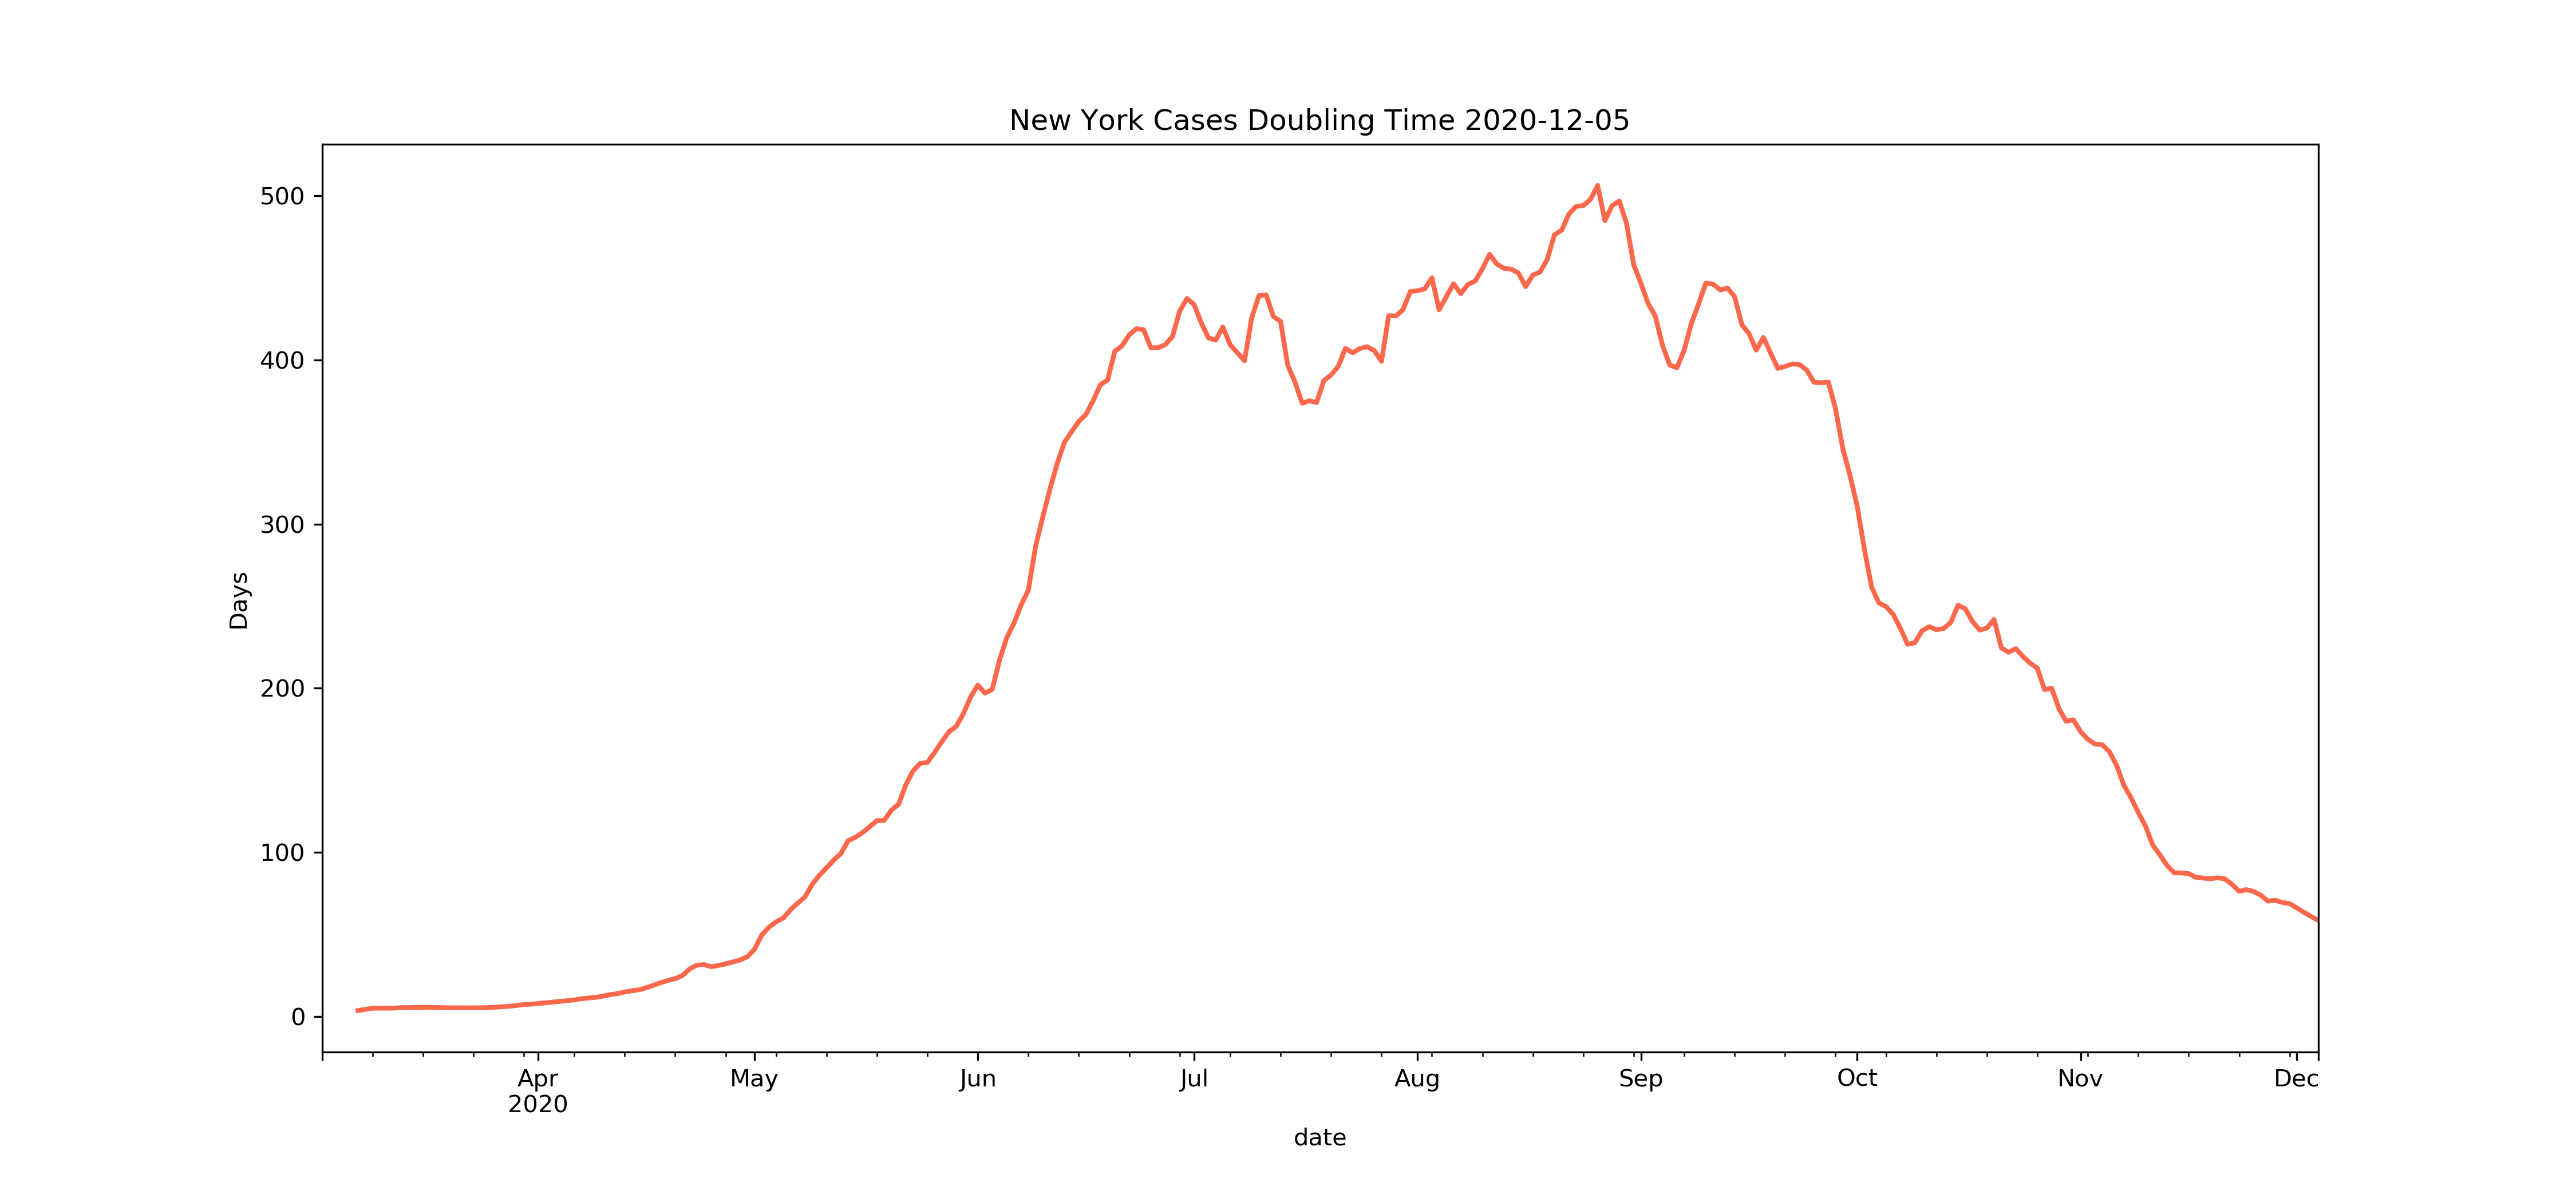 New York Cases Doubling Time 2020-12-05
500
400
300
200
100
0
Days
Apr May Jun Jul Aug Sep Oct Nov Dec
2020
date